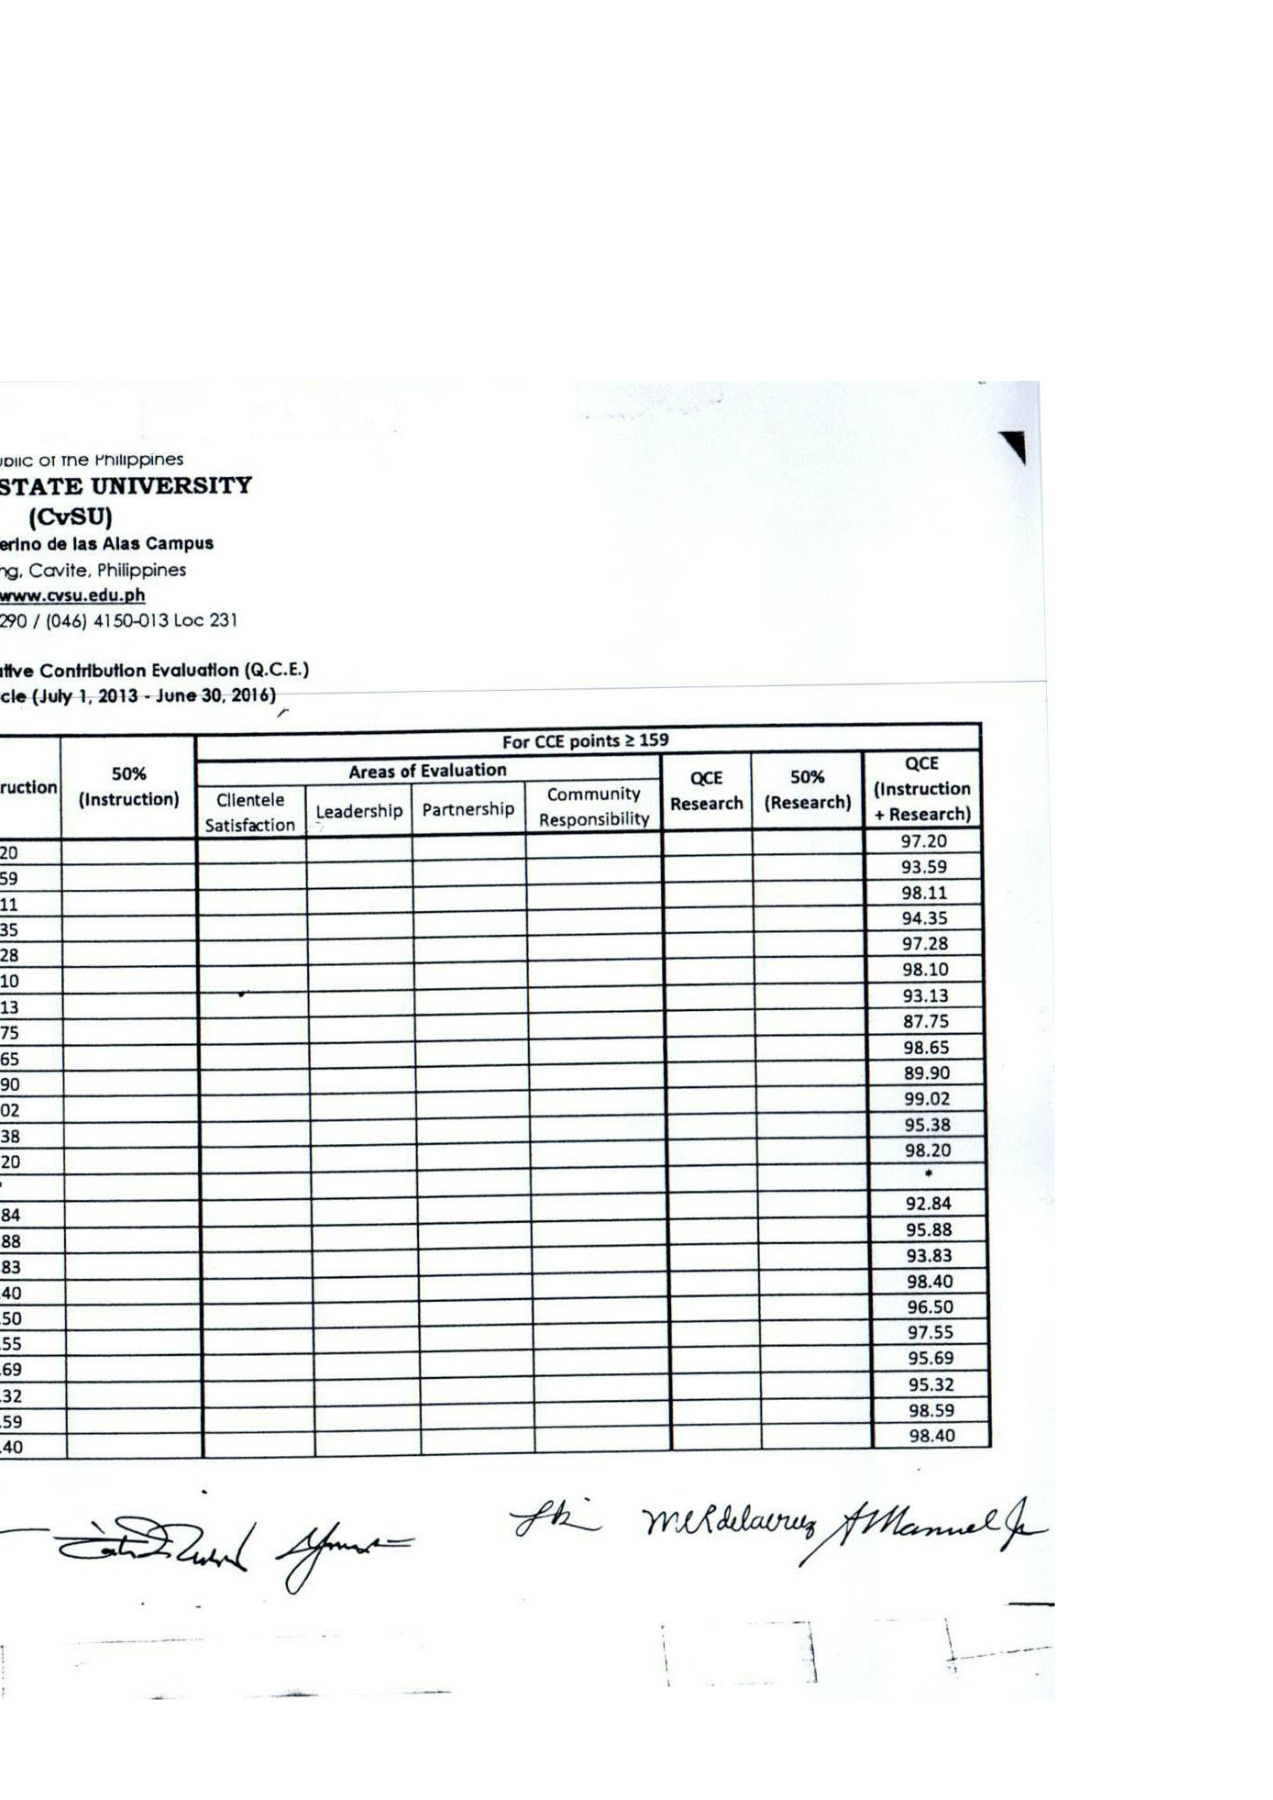 of the Philippines
STATE UNIVERSITY
(CvSU)
erino de las Alas Campus
ng, Cavite, Philippines
www.cvsu.edu.ph
290 / (046) 4150-013 Loc 231
ative Contribution Evaluation (Q.C.E.)
cle (July 1, 2013 - June 30, 2016)
For CCE points ≥ 159
ruction 50% (Instruction) Areas of Evaluation QCE Research 50% (Research) QCE (Instruction + Research)
Clientele Satisfaction Leadership Partnership Community Responsibility
20 97.20
59 93.59
11 98.11
35 94.35
28 97.28
10 98.10
13 93.13
75 87.75
65 98.65
90 89.90
02 99.02
38 95.38
20 98.20
* *
84 92.84
88 95.88
83 93.83
.40 98.40
.50 96.50
.55 97.55
.69 95.69
.32 95.32
.59 98.59
.40 98.40
MRdelacruz AManuel Jr